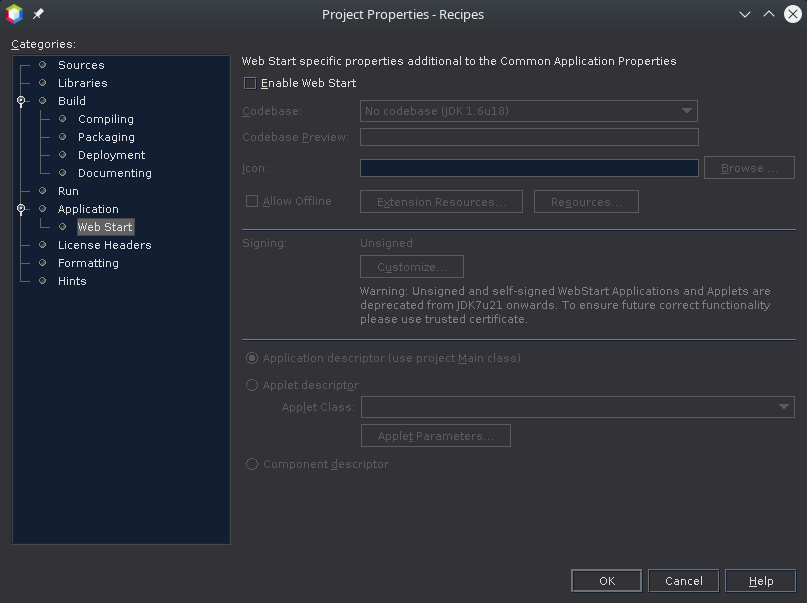 Project Properties - Recipes
Categories:
Sources
Libraries
Build
Compiling
Packaging
Deployment
Documenting
Run
Application
Web Start
License Headers
Formatting
Hints
Web Start specific properties additional to the Common Application Properties
Enable Web Start
Codebase: No codebase (JDK 1.6u18)
Codebase Preview:
Icon: Browse ...
Allow Offline Extension Resources... Resources...
Signing: Unsigned
Customize...
Warning: Unsigned and self-signed WebStart Applications and Applets are
deprecated from JDK7u21 onwards. To ensure future correct functionality
please use trusted certificate.
Application descriptor (use project Main class)
Applet descriptor
Applet Class:
Applet Parameters...
Component descriptor
OK Cancel Help